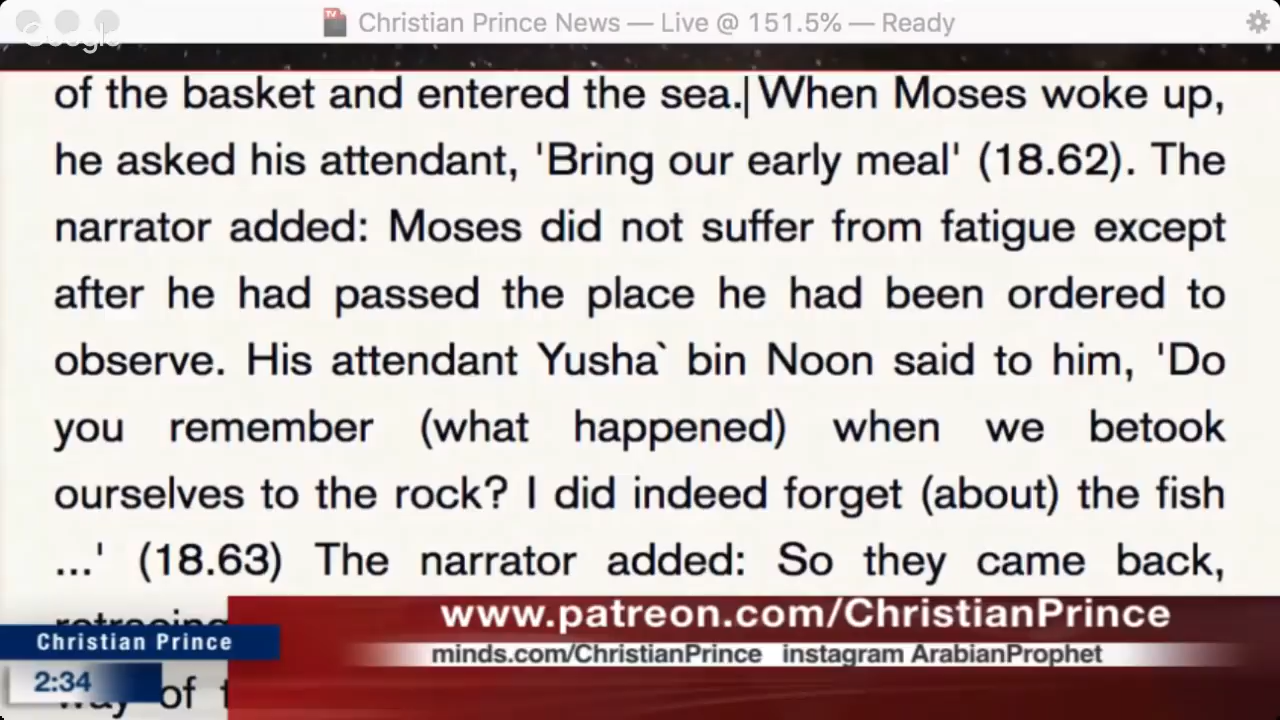 Christian Prince News — Live @ 151.5% — Ready
Google
of the basket and entered the sea. When Moses woke up,
he asked his attendant, 'Bring our early meal' (18.62). The
narrator added: Moses did not suffer from fatigue except
after he had passed the place he had been ordered to
observe. His attendant Yusha` bin Noon said to him, 'Do
you remember (what happened) when we betook
ourselves to the rock? I did indeed forget (about) the fish
...' (18.63) The narrator added: So they came back,
way of
www.patreon.com/ChristianPrince
Christian Prince
minds.com/ChristianPrince instagram ArabianProphet
2:34